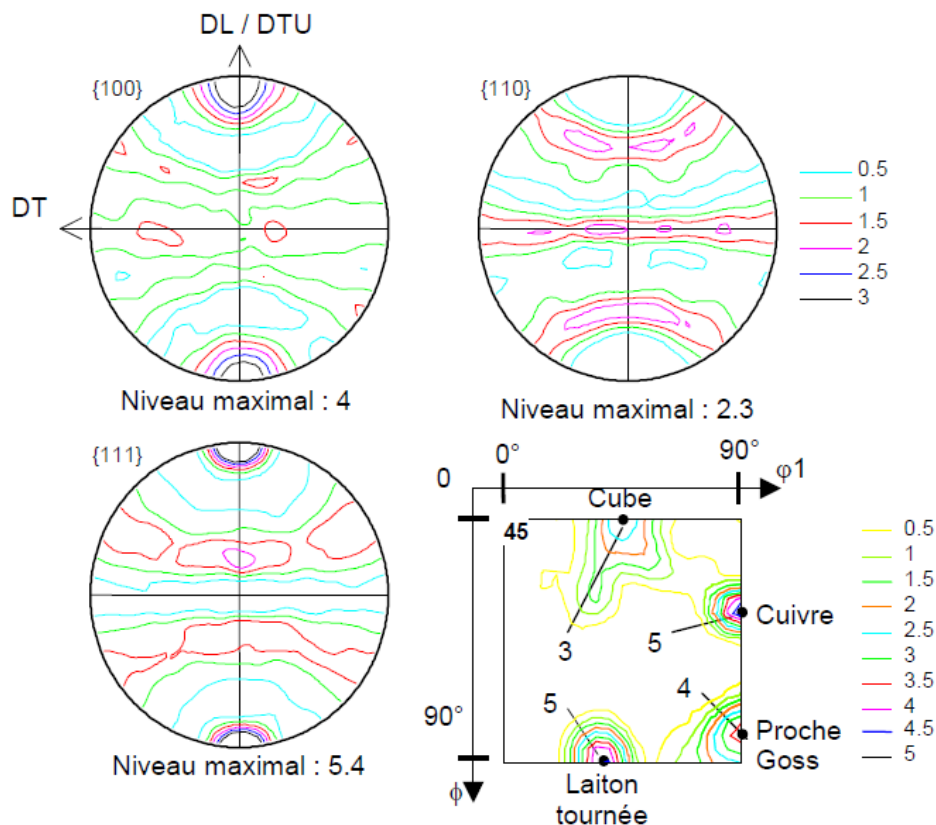 DL / DTU
{100}
{110}
DT
0.5
1
1.5
2
2.5
3
Niveau maximal : 4
Niveau maximal : 2.3
{111}
0°
90°
0
φ1
Cube
45
0.5
1
1.5
2
2.5
3
3.5
4
4.5
5
Cuivre
3
5
5
4
90°
Proche
Goss
Niveau maximal : 5.4
ϕ
Laiton
tournée